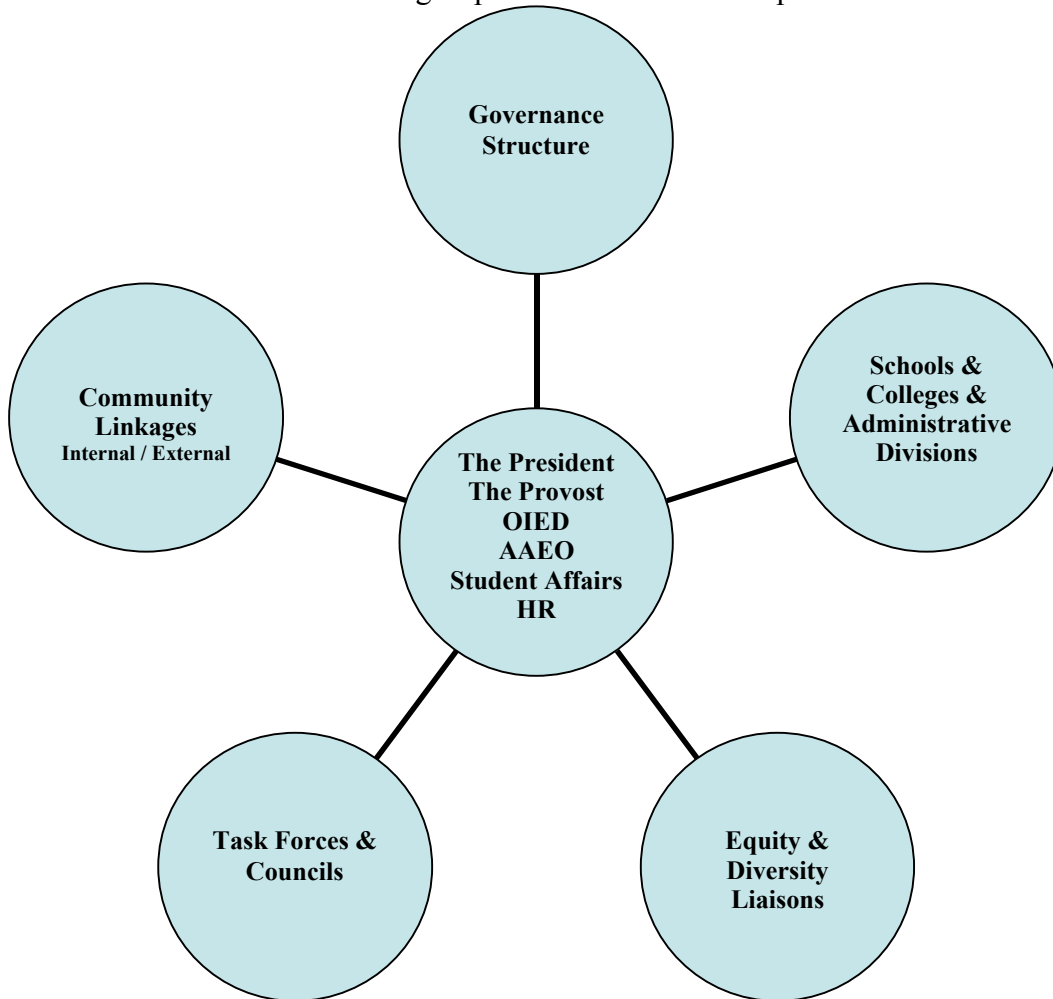 Governance
Structure
Community
Linkages
Internal / External
Schools &
Colleges &
Administrative
Divisions
The President
The Provost
OIED
AAEO
Student Affairs
HR
Task Forces &
Councils
Equity &
Diversity
Liaisons